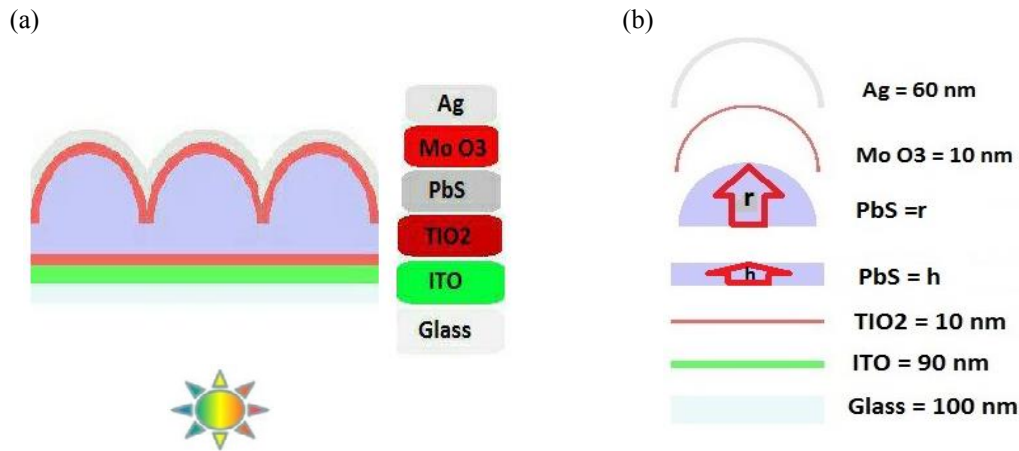 (a)
Ag
Mo O3
PbS
TIO2
ITO
Glass
(b)
Ag = 60 nm
Mo O3 = 10 nm
r
PbS =r
h
PbS = h
TIO2 = 10 nm
ITO = 90 nm
Glass = 100 nm